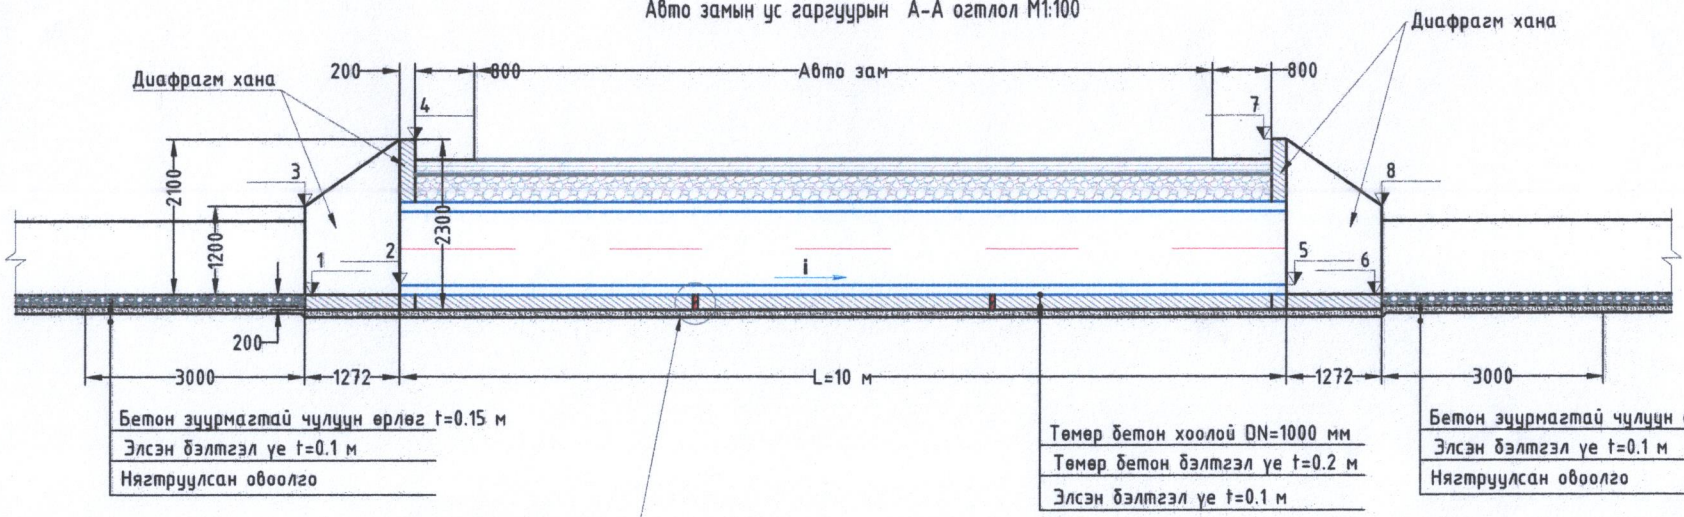 Авто замын ус гаргуурын А-А огтлол М1:100
Диафрагм хана
Диафрагм хана
200
800
Авто зам
800
4
7
3
8
2100
1200
2300
1
2
i
5
6
200
3000
1272
L=10 м
1272
3000
Бетон зуурмагтай чулуун өрлөг t=0.15 м
Элсэн бэлтгэл үе t=0.1 м
Нягтруулсан овоолго
Төмөр бетон хоолой DN=1000 мм
Төмөр бетон бэлтгэл үе t=0.2 м
Элсэн бэлтгэл үе t=0.1 м
Бетон зуурмагтай чулуун
Элсэн бэлтгэл үе t=0.1 м
Нягтруулсан овоолго